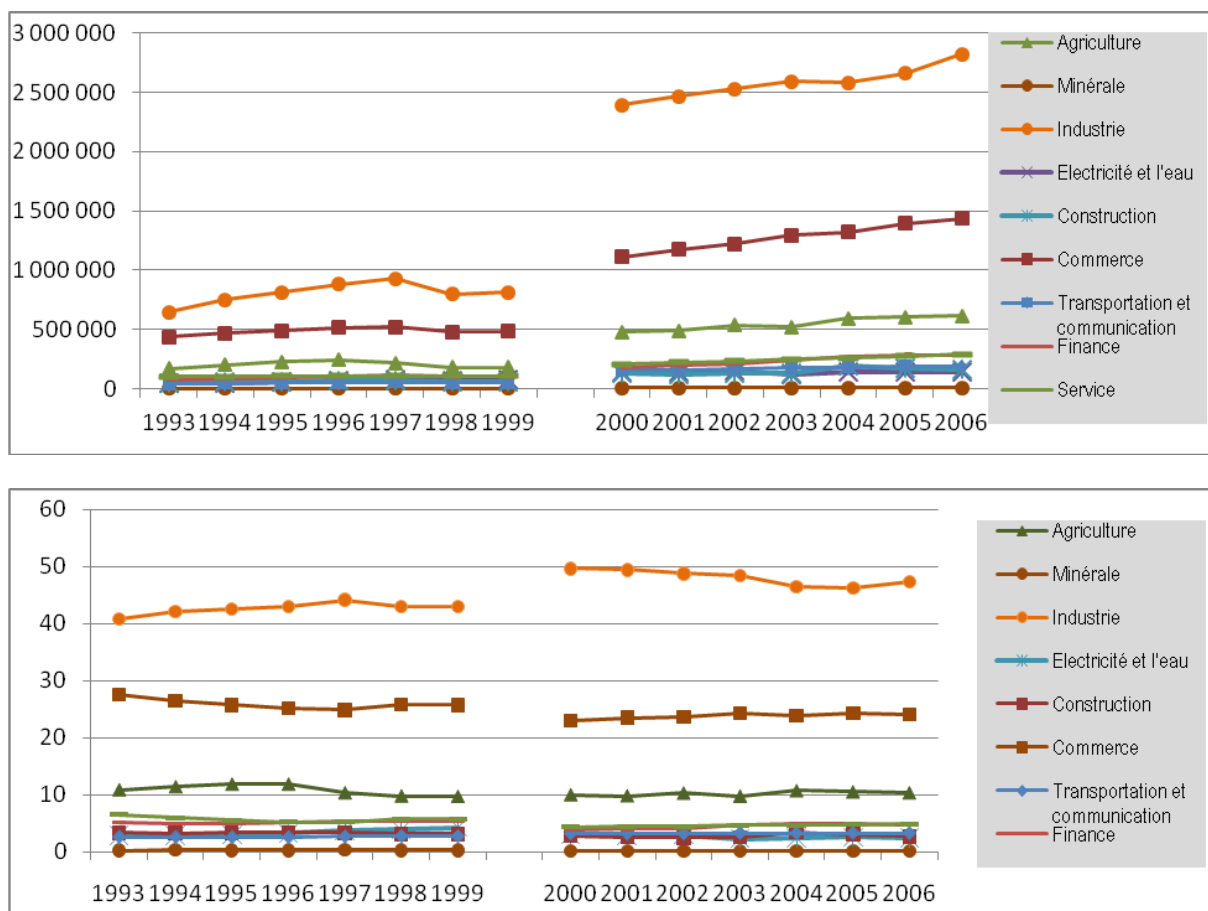 3 000 000
2 500 000
2 000 000
1 500 000
1 000 000
500 000
0
1993 1994 1995 1996 1997 1998 1999 2000 2001 2002 2003 2004 2005 2006
Agriculture
Minérale
Industrie
Electricité et l'eau
Construction
Commerce
Transportation et
communication
Finance
Service
60
50
40
30
20
10
0
1993 1994 1995 1996 1997 1998 1999 2000 2001 2002 2003 2004 2005 2006
Agriculture
Minérale
Industrie
Electricité et l'eau
Construction
Commerce
Transportation et
communication
Finance